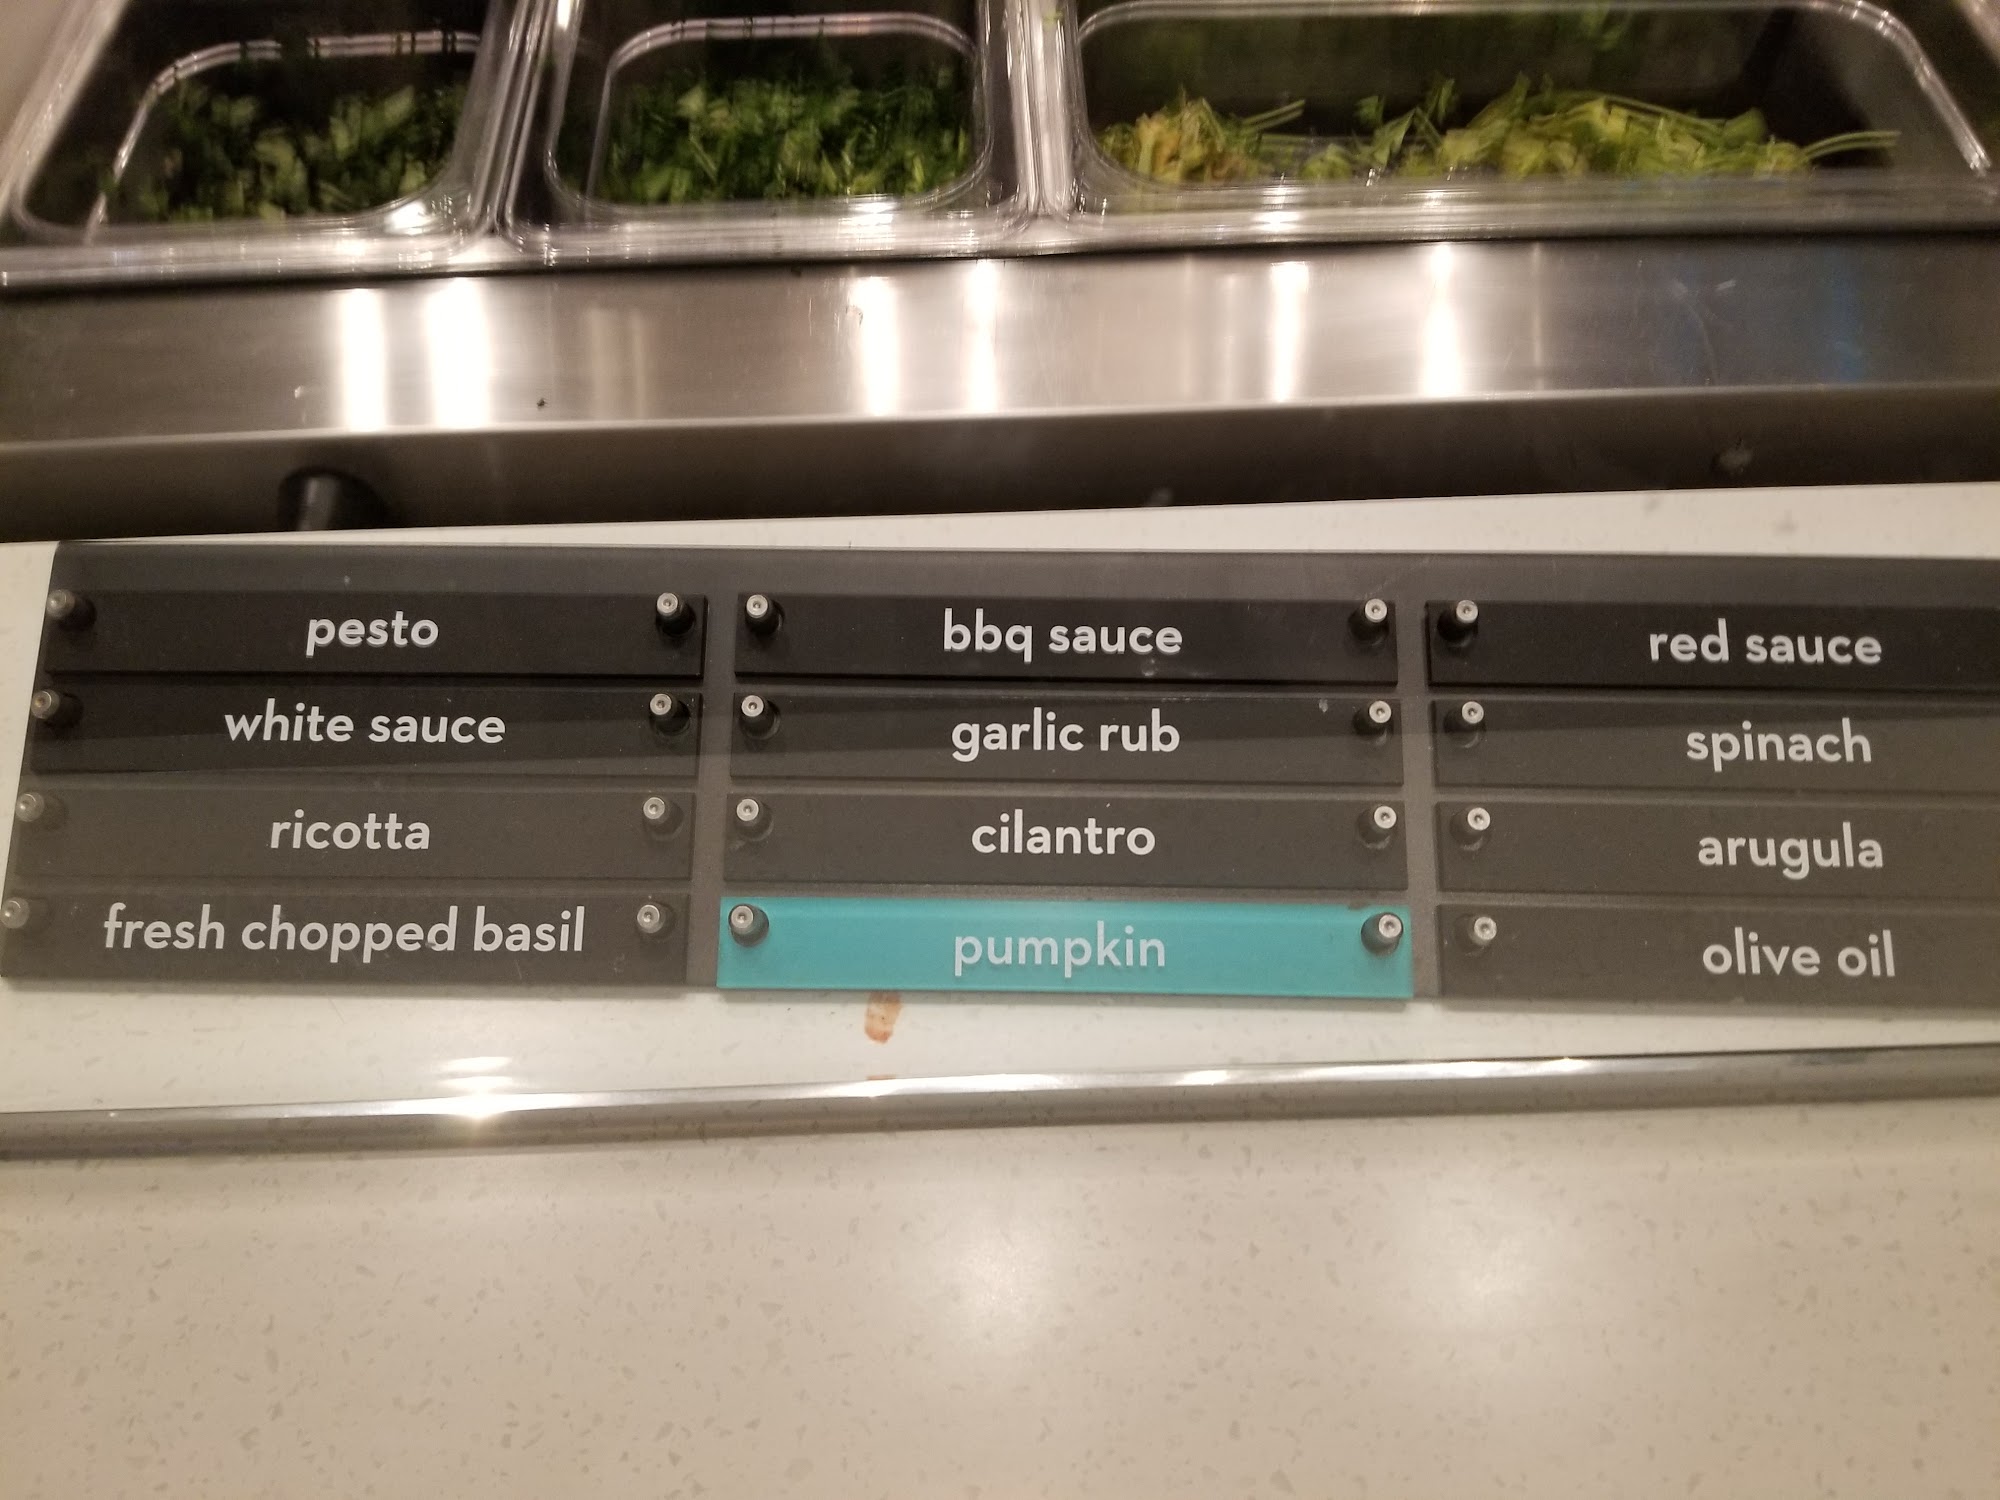 pesto
white sauce
ricotta
fresh chopped basil
bbq sauce
garlic rub
cilantro
pumpkin
red sauce
spinach
arugula
olive oil